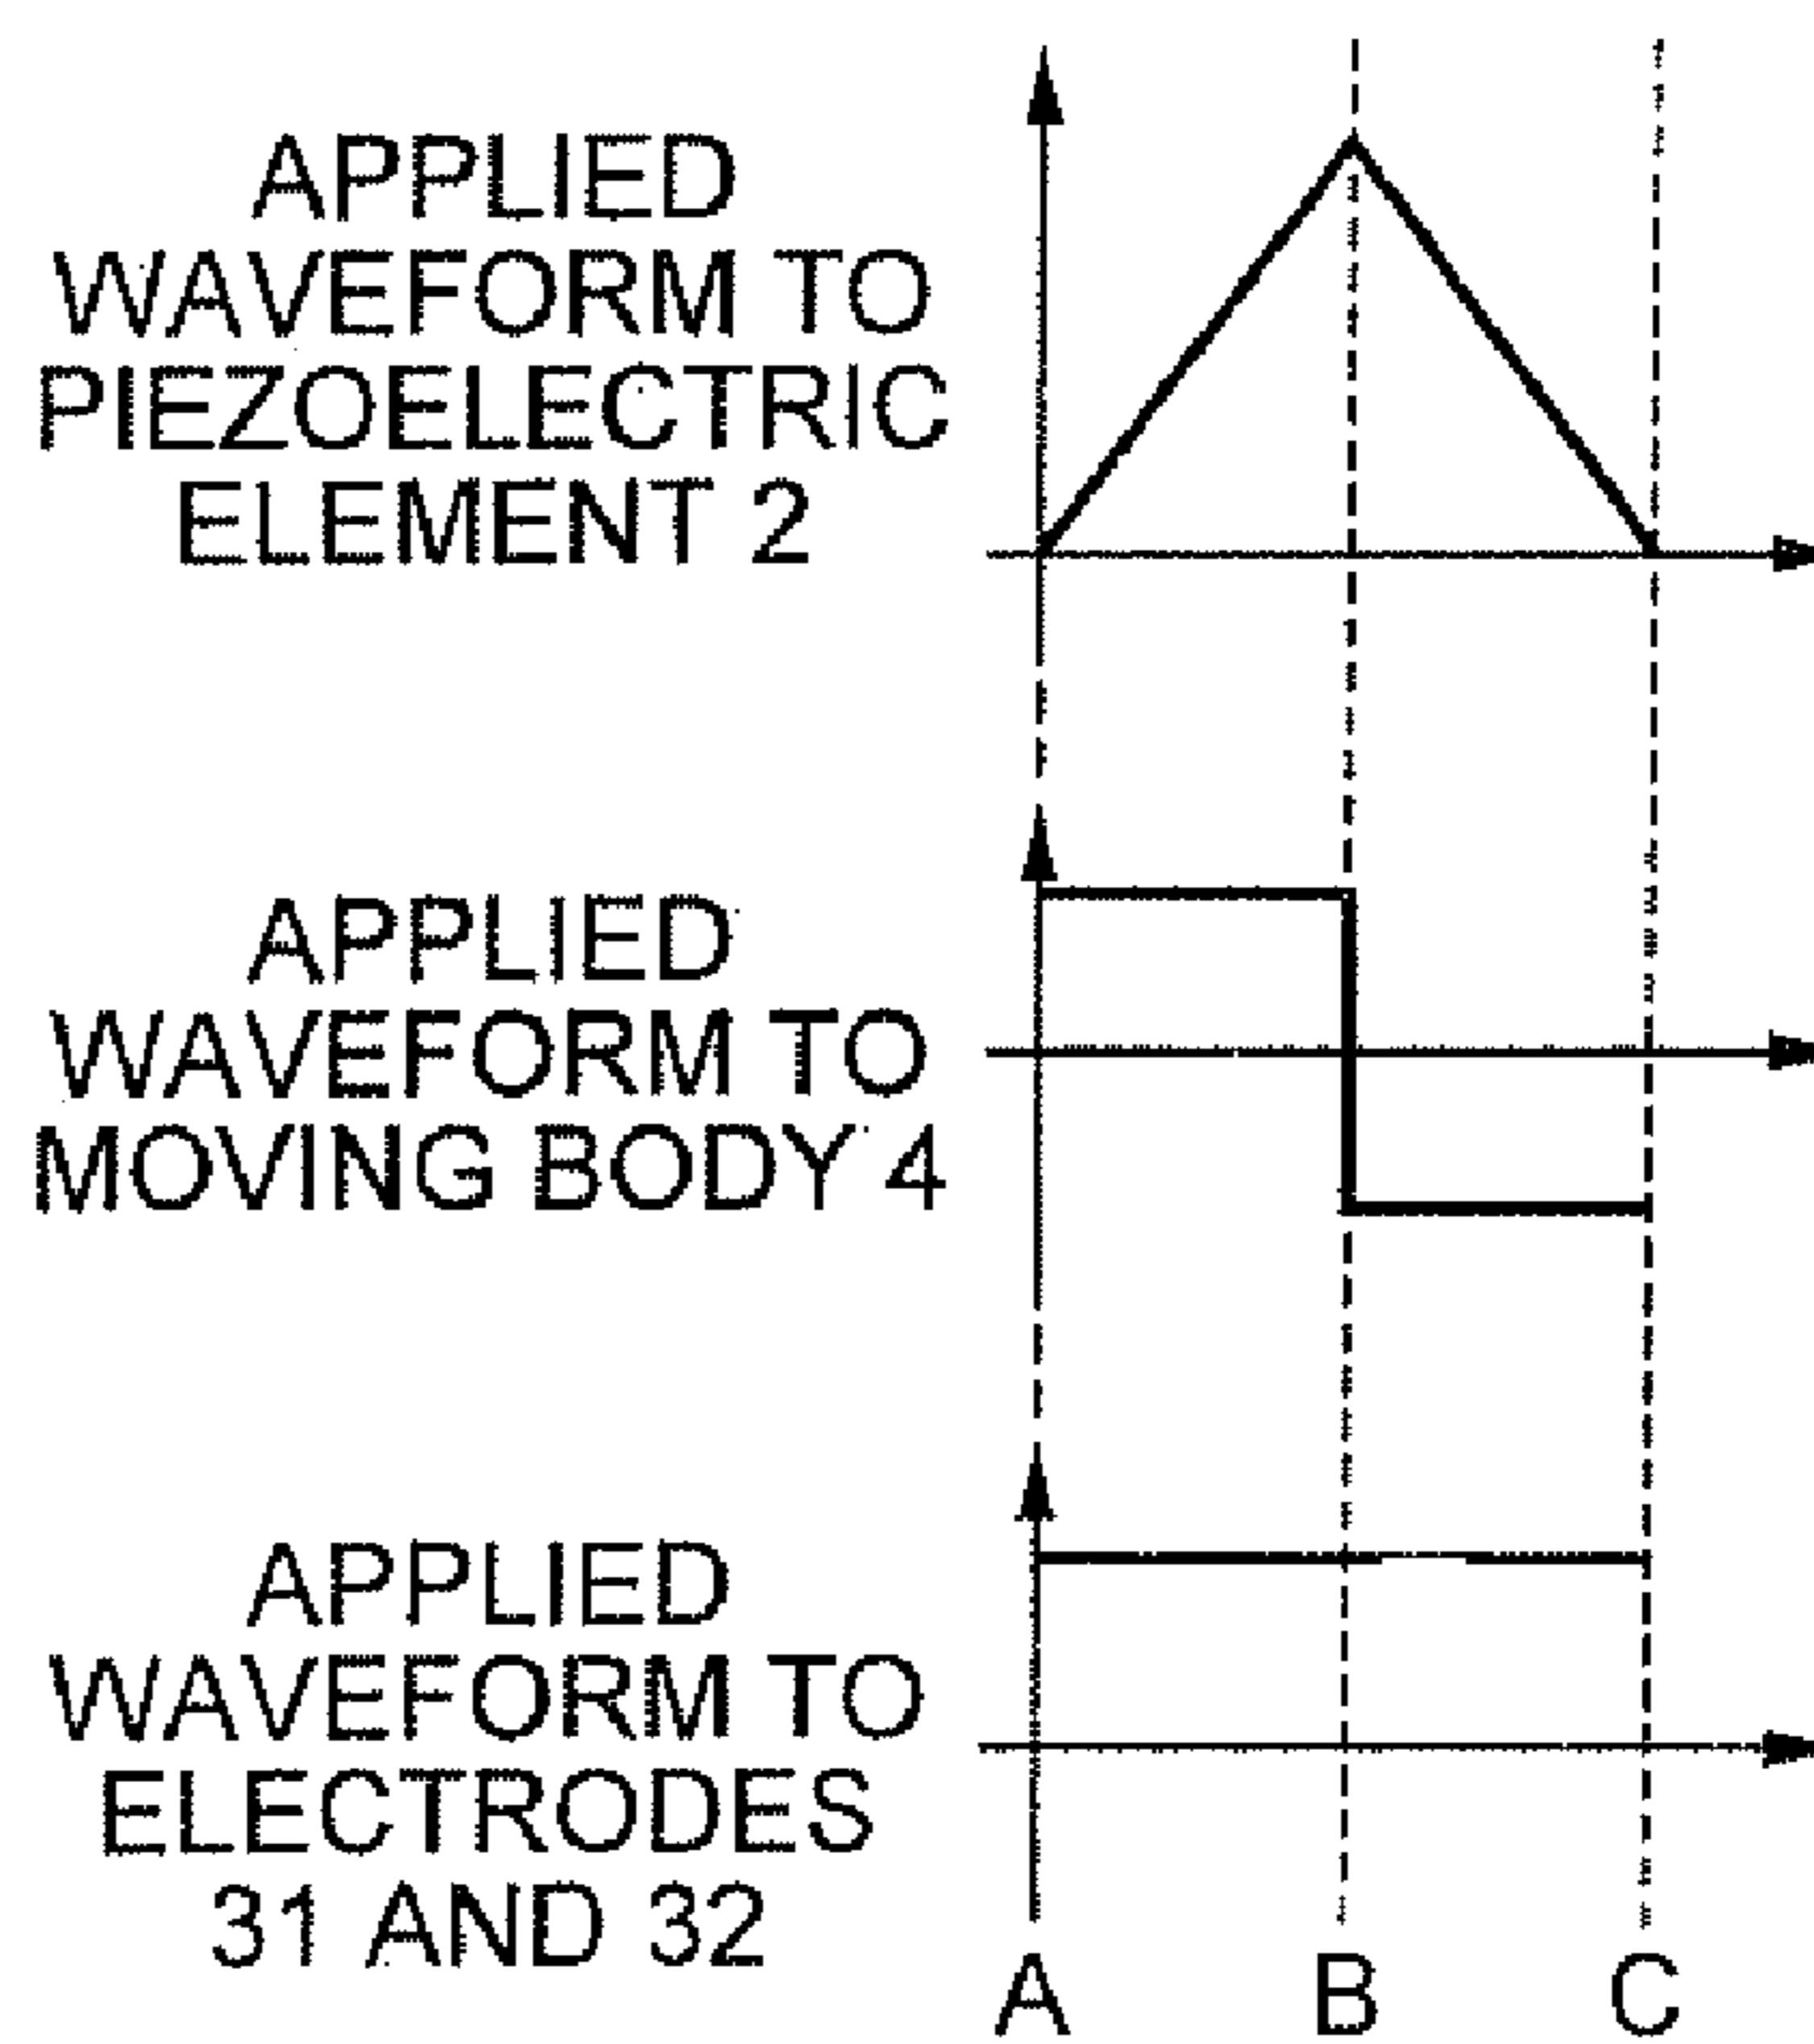 APPLIED
WAVEFORM TO
PIEZOELECTRIC
ELEMENT 2
APPLIED
WAVEFORM TO
MOVING BODY 4
APPLIED
WAVEFORM TO
ELECTRODES
31 AND 32
A B C